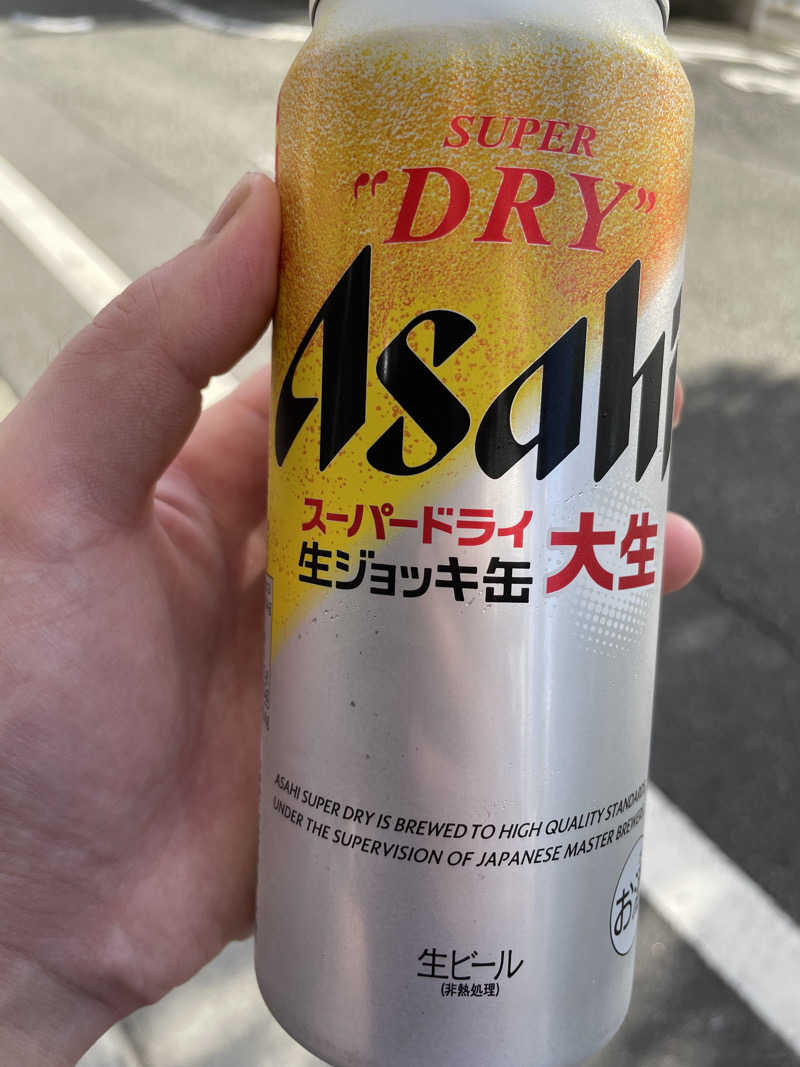 SUPER
"DRY"
Asahi
スーパードライ
生ジョッキ缶 大生
ASAHI SUPER DRY IS BREWED TO HIGH QUALITY STANDARDS
UNDER THE SUPERVISION OF JAPANESE MASTER BREWERS
お
生ビール
(非熱処理)